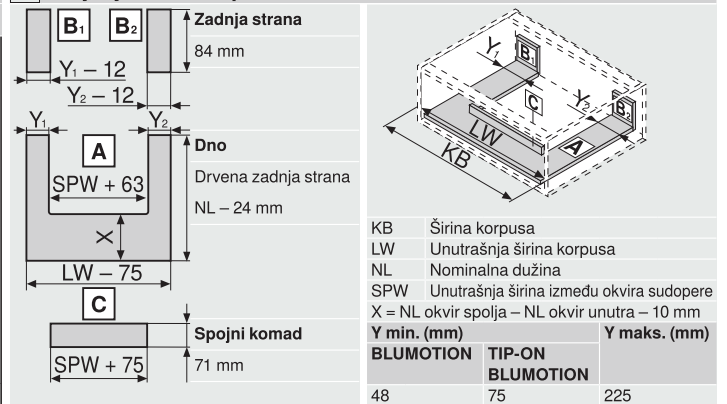 B1 B2
Zadnja strana
84 mm
Y1 – 12
Y2 – 12
Y1 Y2
A
Dno
Drvena zadnja strana
SPW + 63
NL – 24 mm
X
LW – 75
C
Spojni komad
71 mm
SPW + 75
Y1
B1
Y2
B2
C
LW
A
KB
KB Širina korpusa
LW Unutrašnja širina korpusa
NL Nominalna dužina
SPW Unutrašnja širina između okvira sudopere
X = NL okvir spolja – NL okvir unutra – 10 mm
Y min. (mm) Y maks. (mm)
BLUMOTION TIP-ON
BLUMOTION
48 75 225